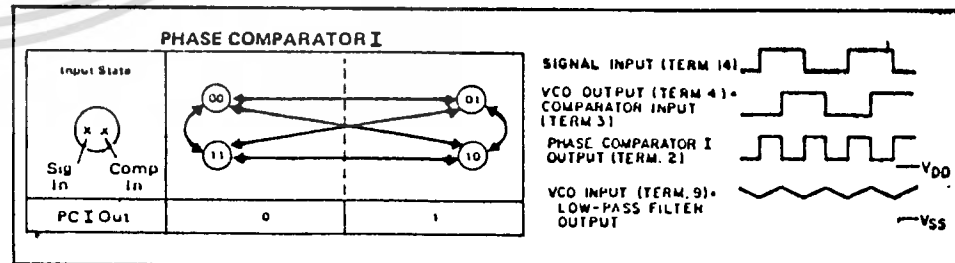 PHASE COMPARATOR I
Input State
x x
Sig In
Comp In
00
01
11
10
PC I Out
0
1
SIGNAL INPUT (TERM 14)
VCO OUTPUT (TERM 4)=
COMPARATOR INPUT
(TERM 3)
PHASE COMPARATOR I
OUTPUT (TERM. 2)
VDD
VCO INPUT (TERM. 9)=
LOW-PASS FILTER
OUTPUT
VSS